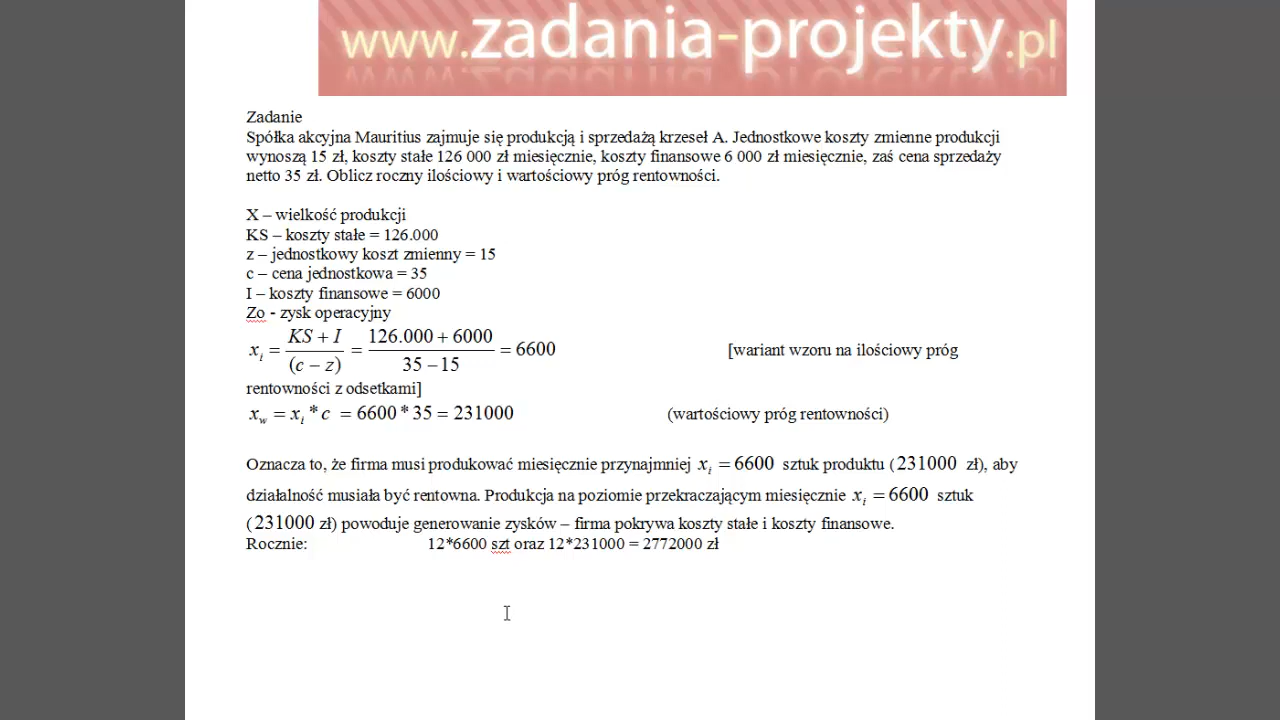 www.zadania-projekty.pl
Zadanie
Spółka akcyjna Mauritius zajmuje się produkcją i sprzedażą krzeseł A. Jednostkowe koszty zmienne produkcji
wynoszą 15 zł, koszty stałe 126 000 zł miesięcznie, koszty finansowe 6 000 zł miesięcznie, zaś cena sprzedaży
netto 35 zł. Oblicz roczny ilościowy i wartościowy próg rentowności.
X – wielkość produkcji
KS – koszty stałe = 126.000
z – jednostkowy koszt zmienny = 15
c – cena jednostkowa = 35
I – koszty finansowe = 6000
Zo - zysk operacyjny
x_i = (KS + I)/(c – z) = (126.000 + 6000)/(35 – 15) = 6600 [wariant wzoru na ilościowy próg
rentowności z odsetkami]
x_w = x_i * c = 6600 * 35 = 231000 (wartościowy próg rentowności)
Oznacza to, że firma musi produkować miesięcznie przynajmniej x_i = 6600 sztuk produktu (231000 zł), aby
działalność musiała być rentowna. Produkcja na poziomie przekraczającym miesięcznie x_i = 6600 sztuk
(231000 zł) powoduje generowanie zysków – firma pokrywa koszty stałe i koszty finansowe.
Rocznie: 12*6600 szt oraz 12*231000 = 2772000 zł